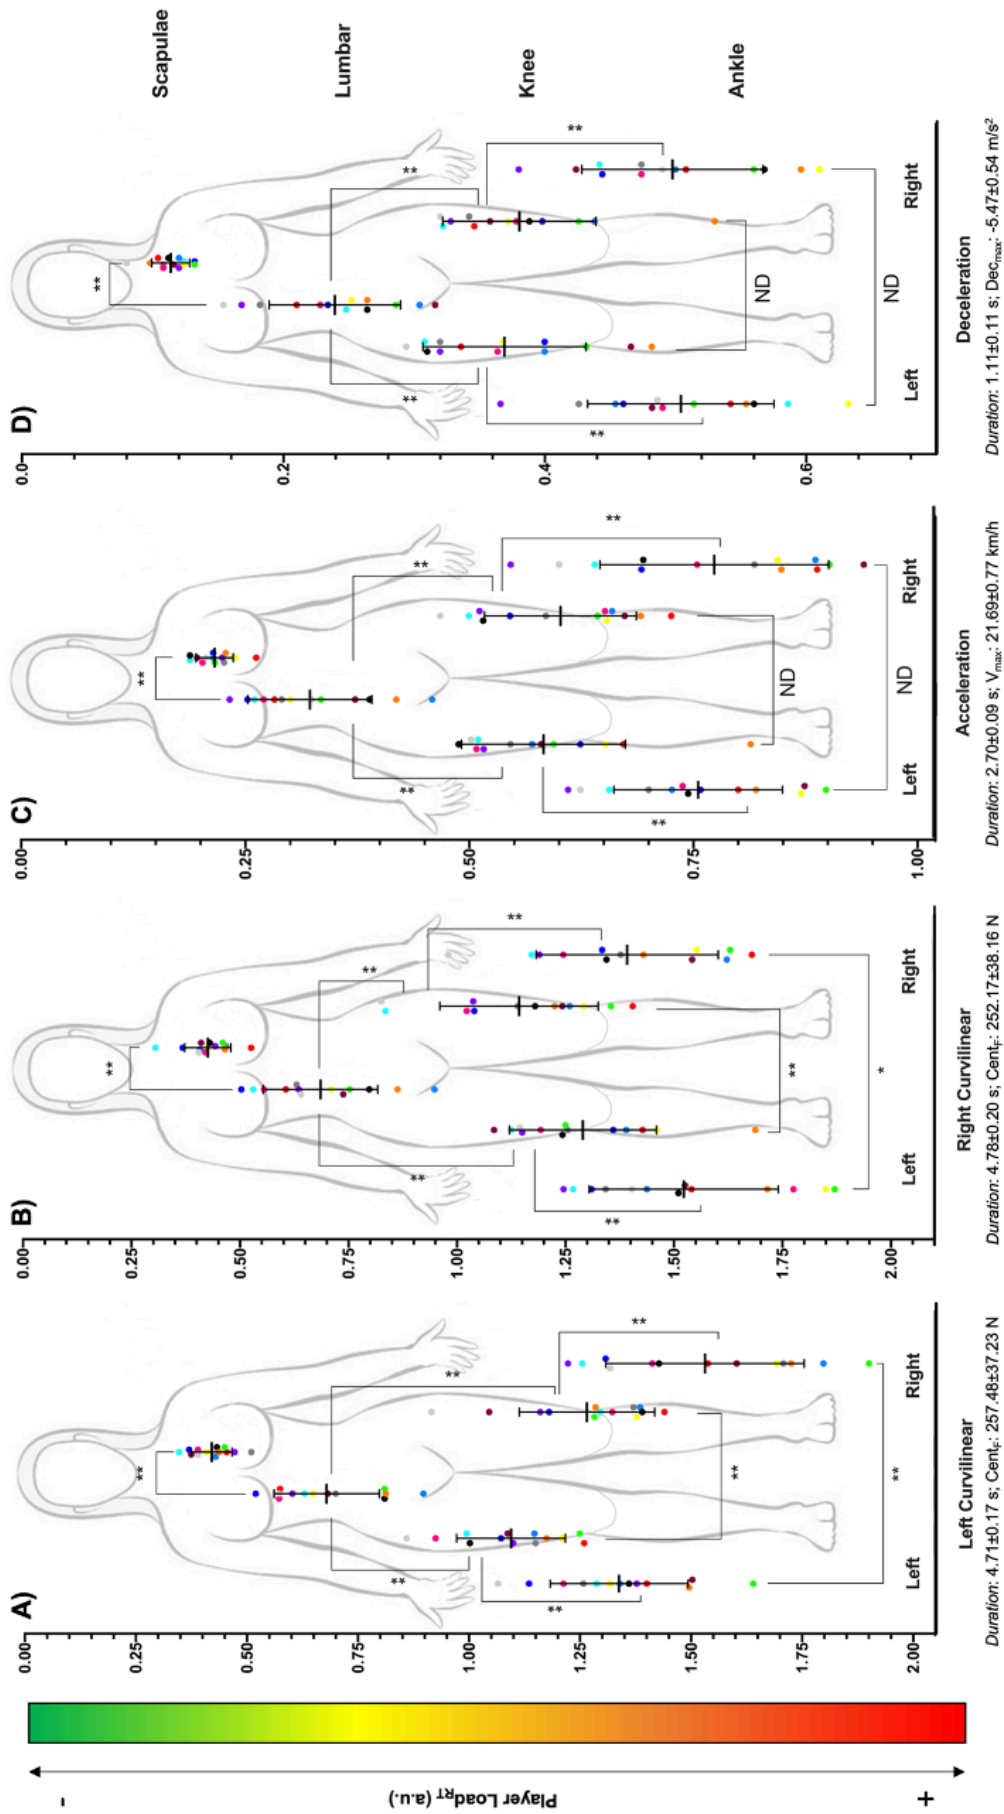 -
Player Load_RT (a.u.)
+
A)
0.00
0.25
0.50
0.75
1.00
1.25
1.50
1.75
2.00
**
**
**
**
**
**
**
Left
Right
Left Curvilinear
Duration: 4.71±0.17 s; Cent_F: 257.48±37.23 N
B)
0.00
0.25
0.50
0.75
1.00
1.25
1.50
1.75
2.00
**
**
**
**
**
**
*
Left
Right
Right Curvilinear
Duration: 4.78±0.20 s; Cent_F: 252.17±38.16 N
C)
0.00
0.25
0.50
0.75
1.00
**
**
**
**
**
ND
ND
Left
Right
Acceleration
Duration: 2.70±0.09 s; V_max: 21.69±0.77 km/h
D)
0.0
0.2
0.4
0.6
**
**
**
**
**
ND
ND
Left
Right
Deceleration
Duration: 1.11±0.11 s; Dec_max: -5.47±0.54 m/s²
Scapulae
Lumbar
Knee
Ankle